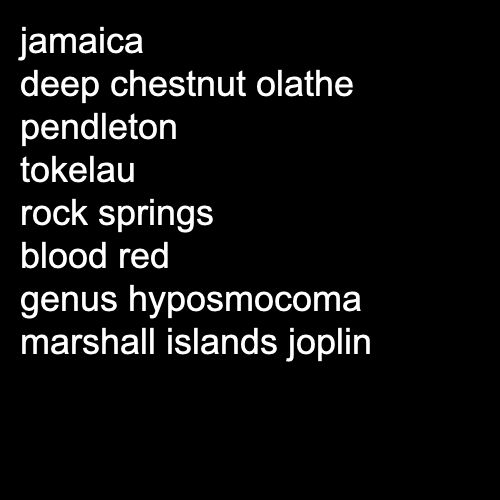 jamaica
deep chestnut olathe
pendleton
tokelau
rock springs
blood red
genus hyposmocoma
marshall islands joplin